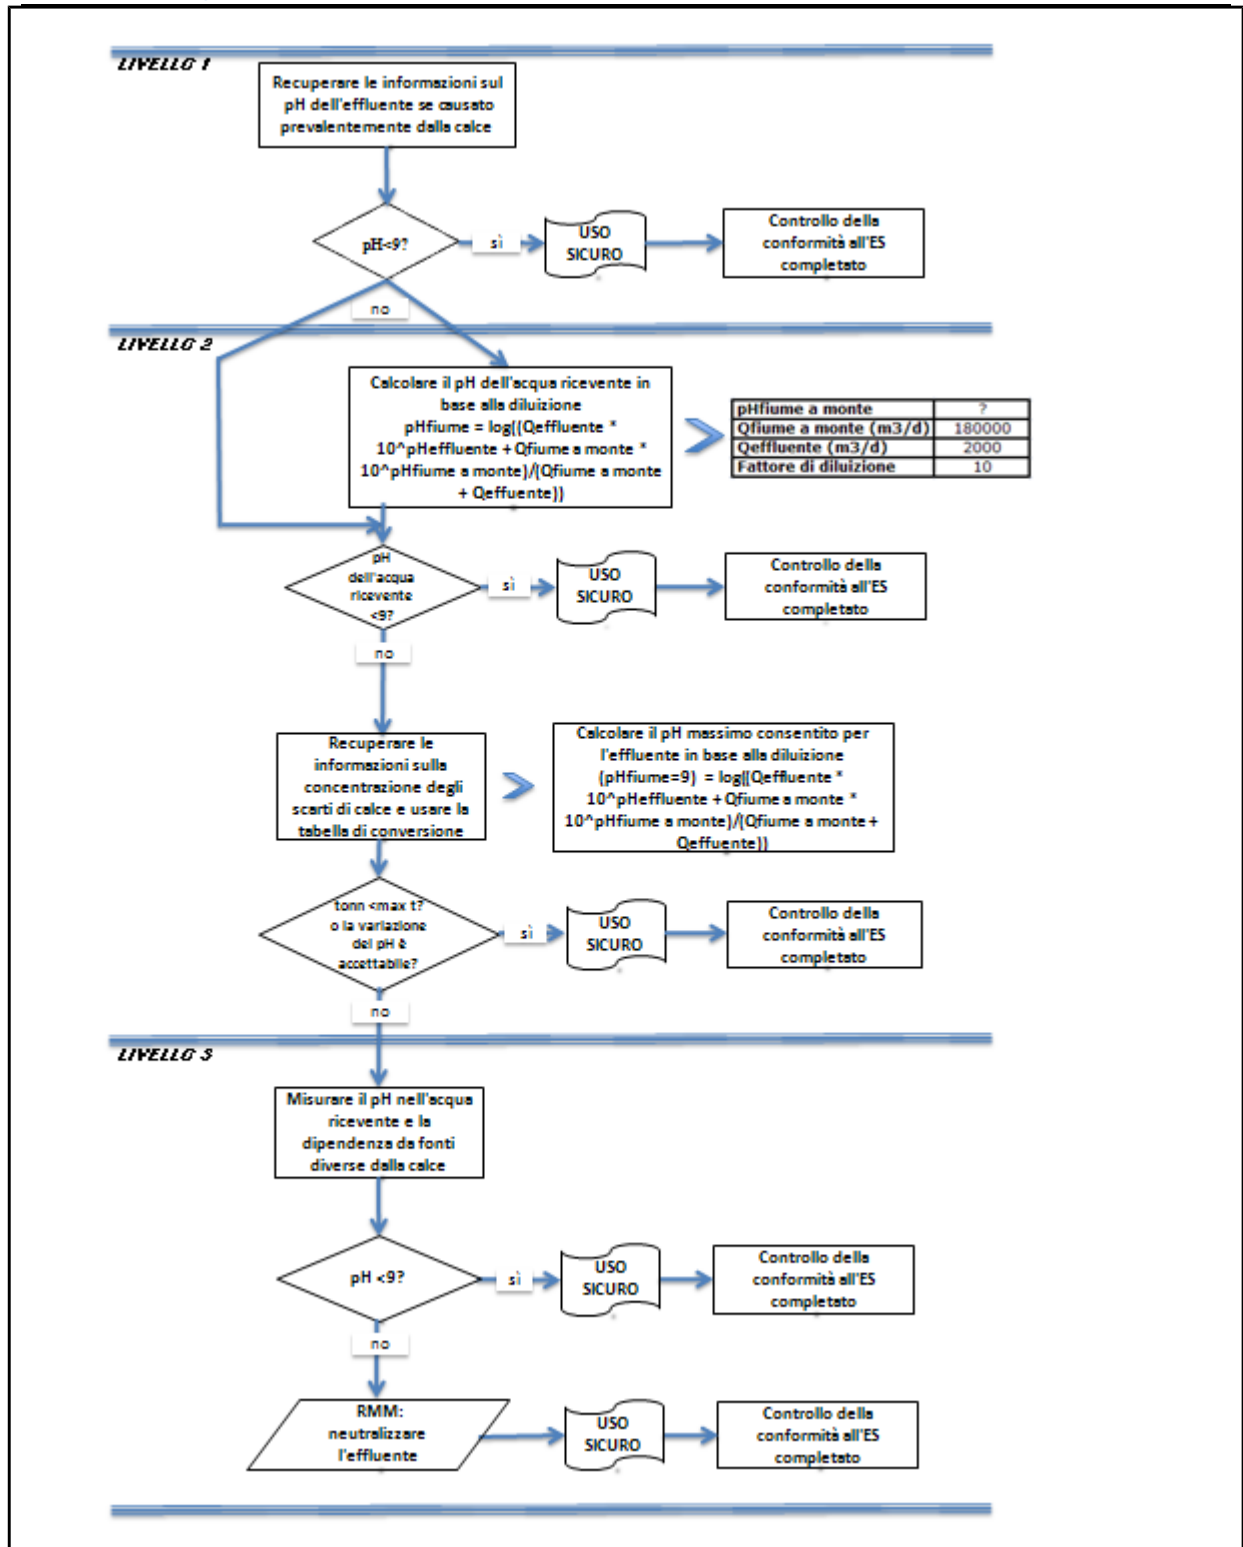 LIVELLO 1
Recuperare le informazioni sul
pH dell'effluente se causato
prevalentemente dalla calce
pH<9?
sì
USO
SICURO
Controllo della
conformità all'ES
completato
no
LIVELLO 2
Calcolare il pH dell'acqua ricevente in
base alla diluizione
pHfiume = log((Qeffluente *
10^pHeffluente + Qfiume a monte *
10^pHfiume a monte)/(Qfiume a monte
+ Qeffuente))
pHfiume a monte ?
Qfiume a monte (m3/d) 180000
Qeffluente (m3/d) 2000
Fattore di diluizione 10
pH
dell'acqua
ricevente
<9?
sì
USO
SICURO
Controllo della
conformità all'ES
completato
no
Recuperare le
informazioni sulla
concentrazione degli
scarti di calce e usare la
tabella di conversione
Calcolare il pH massimo consentito per
l'effluente in base alla diluizione
(pHfiume=9) = log((Qeffluente *
10^pHeffluente + Qfiume a monte *
10^pHfiume a monte)/(Qfiume a monte +
Qeffuente))
tonn <max t?
o la variazione
del pH è
accettabile?
sì
USO
SICURO
Controllo della
conformità all'ES
completato
no
LIVELLO 3
Misurare il pH nell'acqua
ricevente e la
dipendenza da fonti
diverse dalla calce
pH <9?
sì
USO
SICURO
Controllo della
conformità all'ES
completato
no
RMM:
neutralizzare
l'effluente
USO
SICURO
Controllo della
conformità all'ES
completato